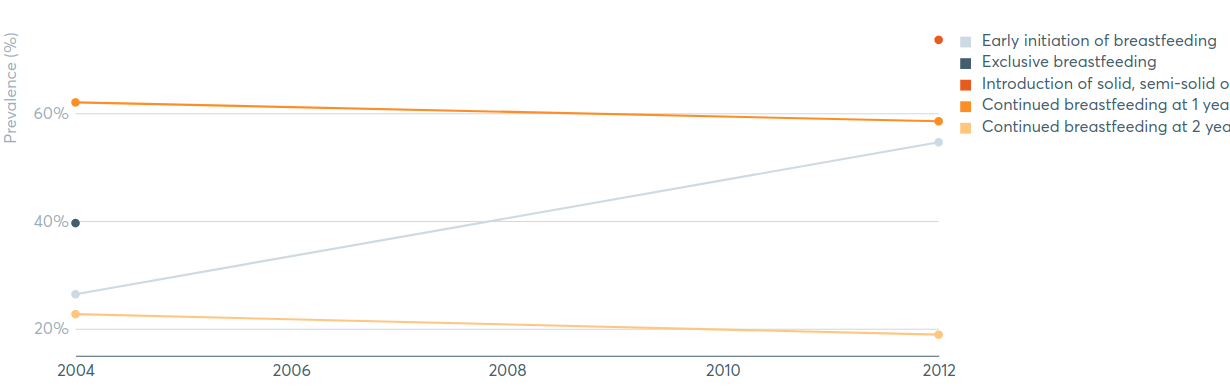 Prevalence (%)
60%
40%
20%
2004 2006 2008 2010 2012
Early initiation of breastfeeding
Exclusive breastfeeding
Introduction of solid, semi-solid o
Continued breastfeeding at 1 yea
Continued breastfeeding at 2 yea